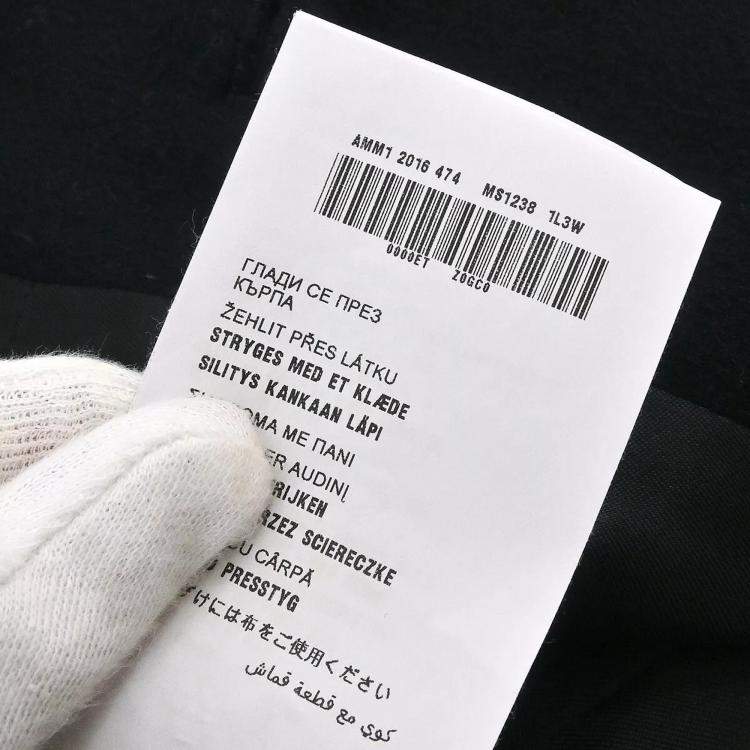 AMM1 2016 474 MS1238 1L3W
0000ET Z0GC0
ГЛАДИ СЕ ПРЕЗ
КЪРПА
ŽEHLIT PŘES LÁTKU
STRYGES MED ET KLÆDE
SILITYS KANKAAN LÄPI
ME ΠΑΝΙ
AUDINĮ
SCIERECZKE
CÂRPĂ
PRESSTYG
けには布をご使用ください
كوي مع قطعة قماش